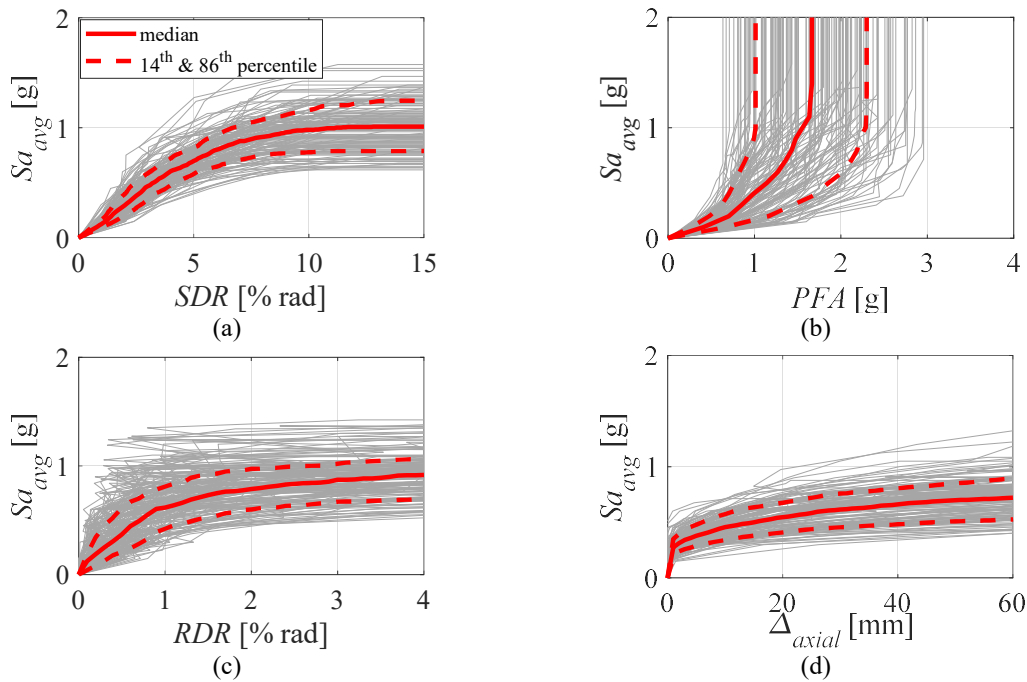 2
median
14th & 86th percentile
1
0
Sa_avg [g]
0
5
10
15
SDR [% rad]
(a)
2
1
0
Sa_avg [g]
0
1
2
3
4
PFA [g]
(b)
2
1
0
Sa_avg [g]
0
1
2
3
4
RDR [% rad]
(c)
2
1
0
Sa_avg [g]
0
20
40
60
Δ_axial [mm]
(d)